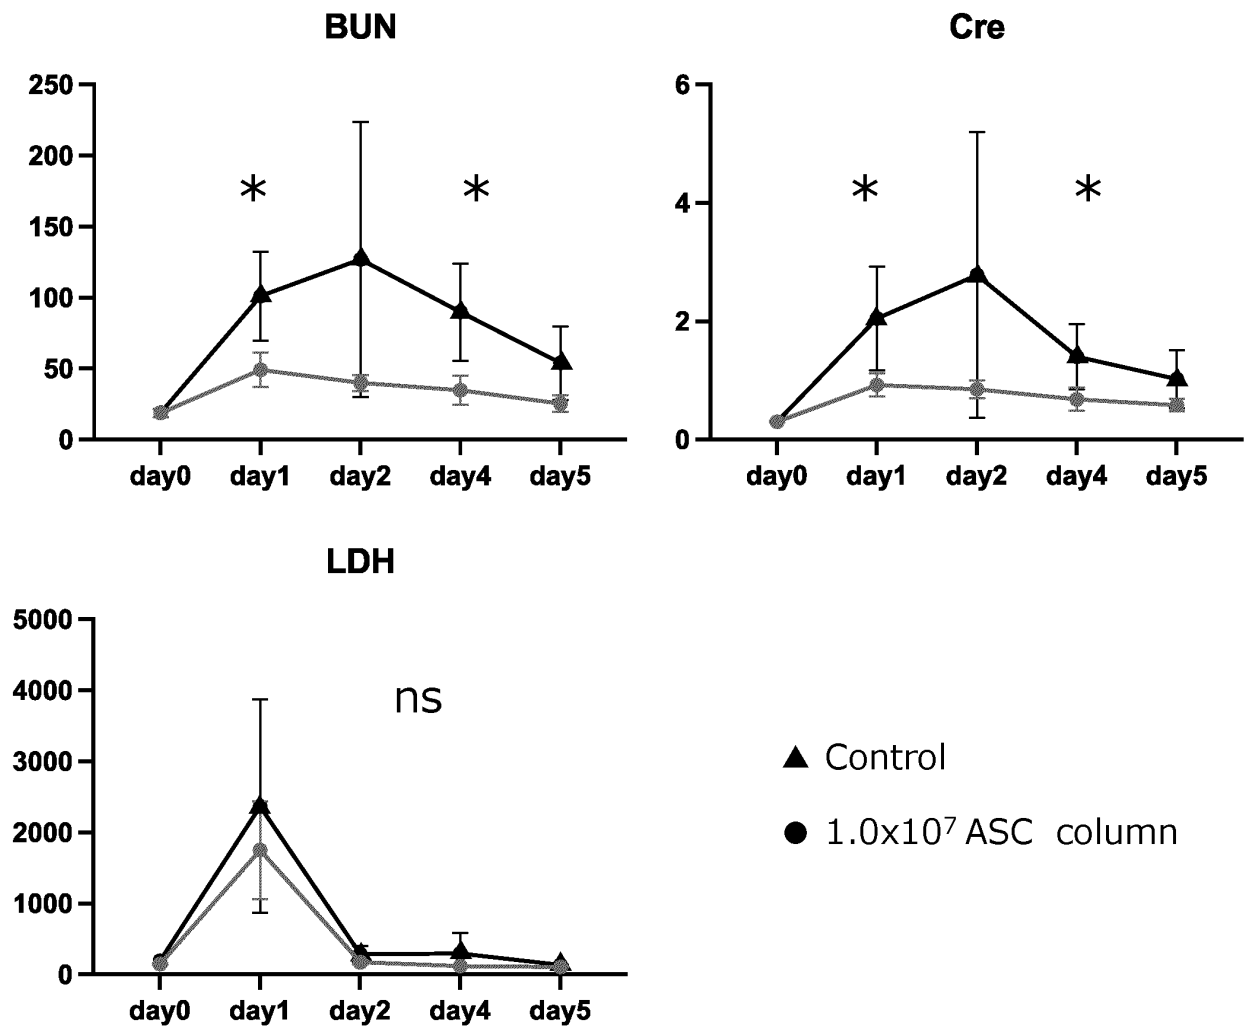 BUN
250
200
150
100
50
0
* *
day0 day1 day2 day4 day5
Cre
6
4
2
0
* *
day0 day1 day2 day4 day5
LDH
5000
4000
3000
2000
1000
0
ns
day0 day1 day2 day4 day5
Control
1.0x10⁷ ASC column